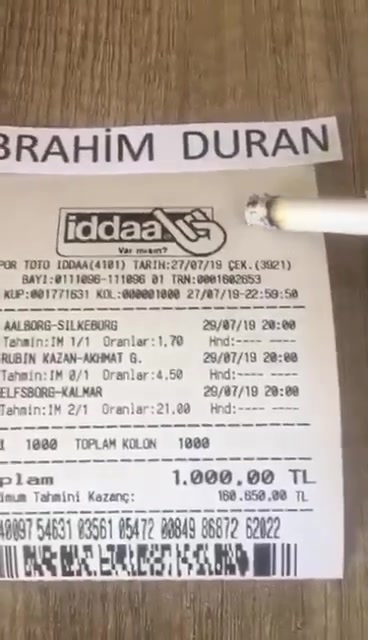 BRAHİM DURAN
iddaa
Var mısın?
POR TOTO IDDAA(4101) TARİH:27/07/19 ÇEK.(3921)
BAYİ:0111096-111096 01 TRN:0001602653
KUP:001771631 KOL:000001000 27/07/19-22:59:50
AALBORG-SILKEBORG 29/07/19 20:00
Tahmin:İM 1/1 Oranlar:1,70 Hnd:---- ----
RUBIN KAZAN-AKHMAT G. 29/07/19 20:00
Tahmin:İM 0/1 Oranlar:4,50 Hnd:---- ----
ELFSBORG-KALMAR 29/07/19 20:00
Tahmin:İM 2/1 Oranlar:21,00 Hnd:---- ----
1 1000 TOPLAM KOLON 1000
plam 1.000,00 TL
imum Tahmini Kazanç: 160.650,00 TL
40097 54631 03561 05472 00849 86872 62022